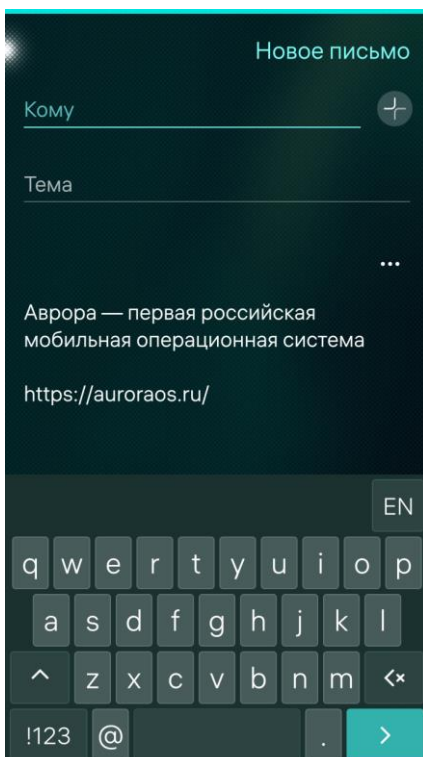 Новое письмо
Кому
Тема
...
Аврора — первая российская
мобильная операционная система
https://auroraos.ru/
EN
q w e r t y u i o p
a s d f g h j k l
z x c v b n m
!123 @ .